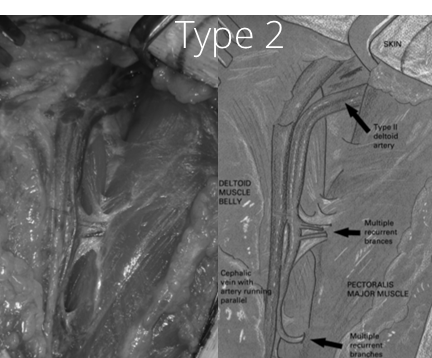 Type 2
SKIN
Type II
deltoid
artery
DELTOID
MUSCLE
BELLY
Multiple
recurrent
brances
Cephalic
vein with
artery running
parallel
PECTORALIS
MAJOR MUSCLE
Multiple
recurrent
branches